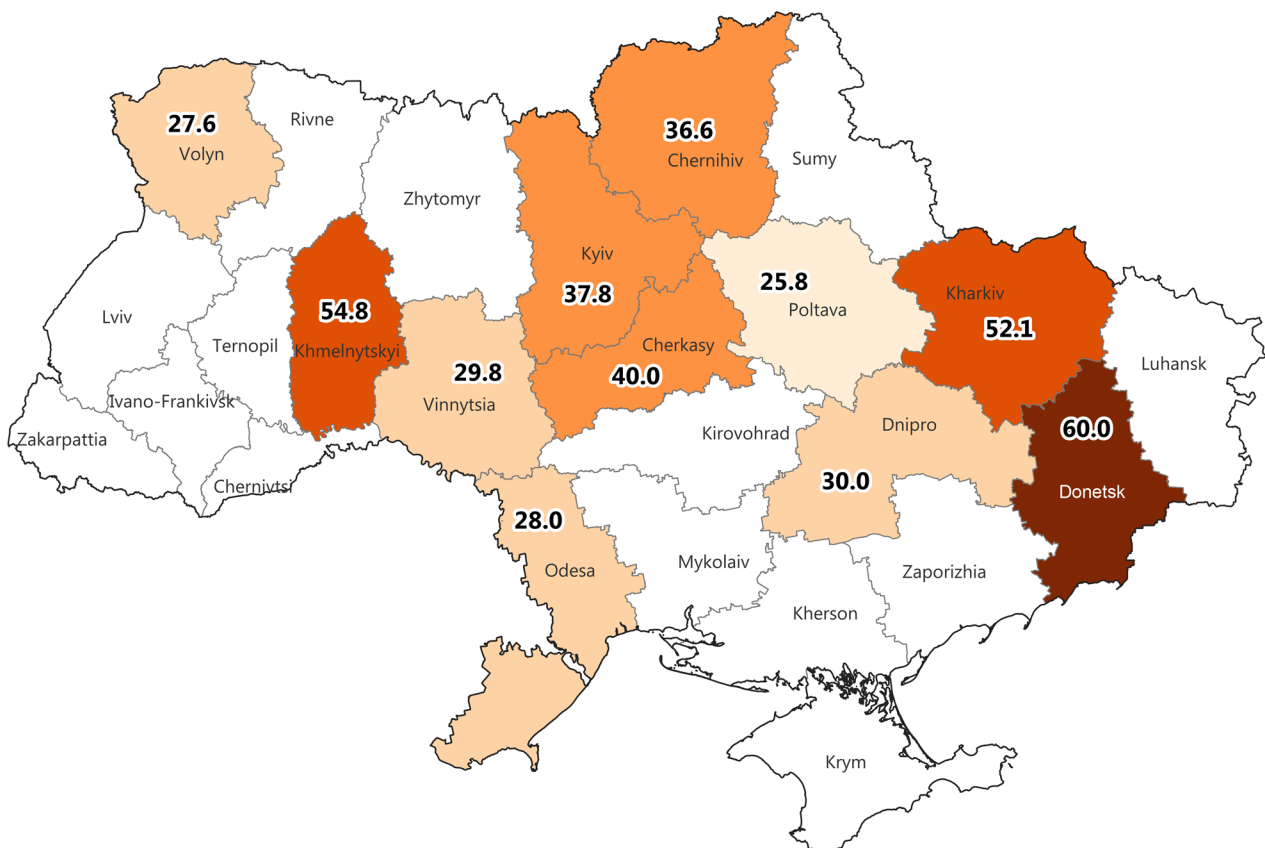 27.6
Volyn
Rivne
36.6
Chernihiv
Sumy
Zhytomyr
Kyiv
37.8
25.8
Poltava
Kharkiv
52.1
Lviv
Ternopil
54.8
Khmelnytskyi
Cherkasy
40.0
Luhansk
29.8
Vinnytsia
Ivano-Frankivsk
Zakarpattia
Chernivtsi
Kirovohrad
Dnipro
30.0
60.0
Donetsk
28.0
Odesa
Mykolaiv
Zaporizhia
Kherson
Krym